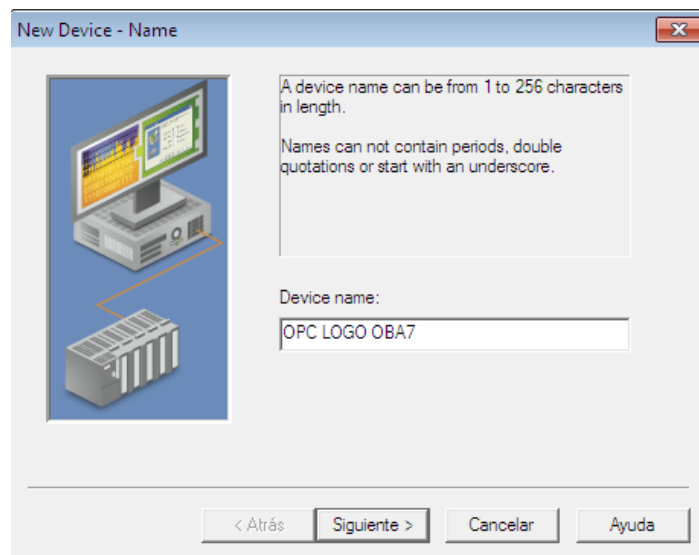 New Device - Name
A device name can be from 1 to 256 characters
in length.
Names can not contain periods, double
quotations or start with an underscore.
Device name:
OPC LOGO OBA7
< Atrás
Siguiente >
Cancelar
Ayuda